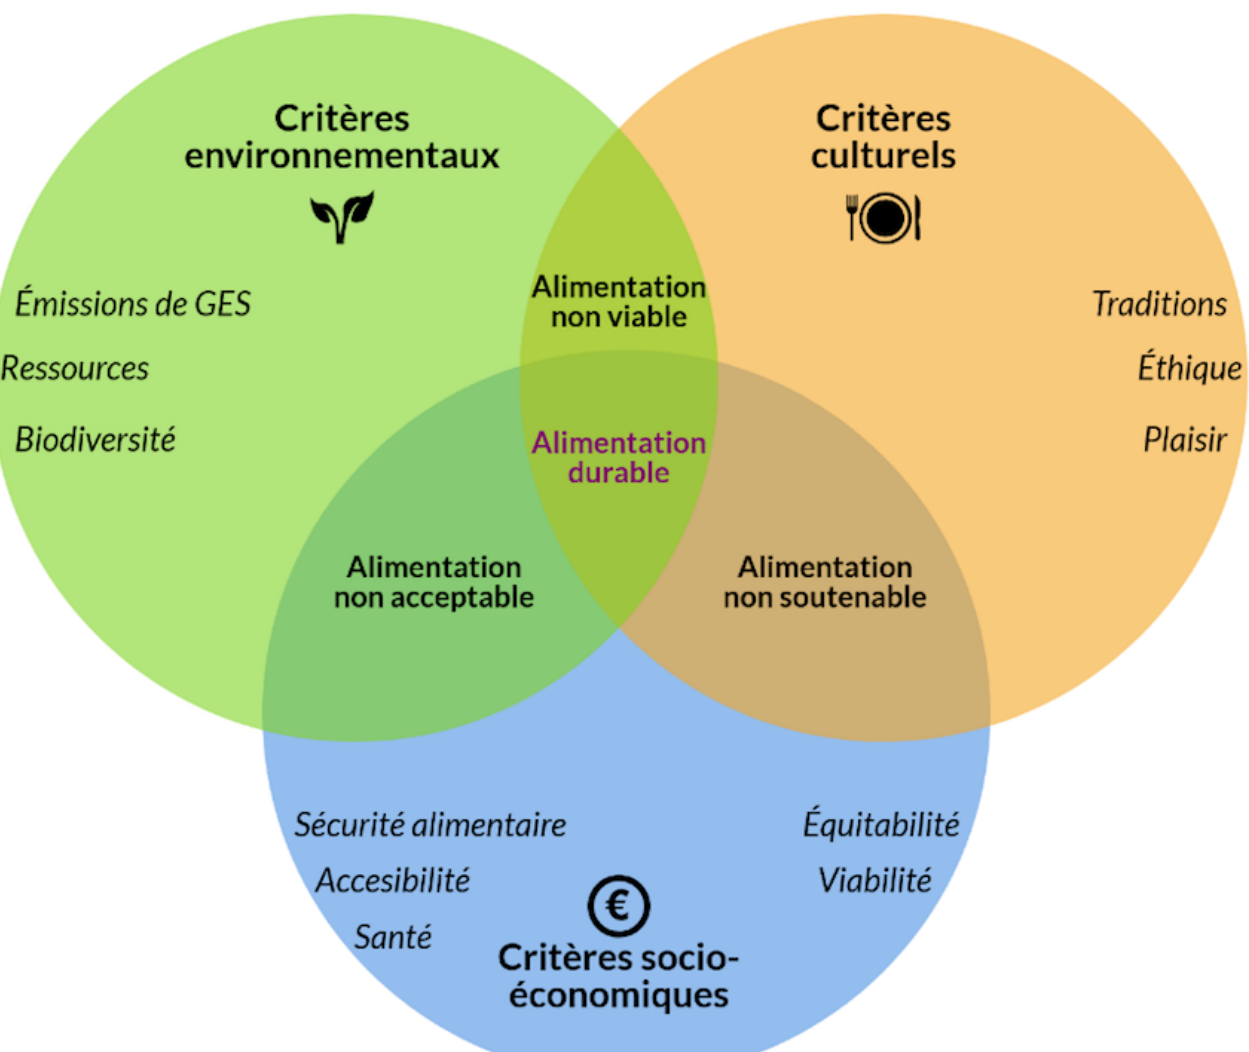 Critères
environnementaux
Émissions de GES
Ressources
Biodiversité
Critères
culturels
Traditions
Éthique
Plaisir
Alimentation
non viable
Alimentation
durable
Alimentation
non acceptable
Alimentation
non soutenable
Sécurité alimentaire
Accesibilité
Santé
Équitabilité
Viabilité
€
Critères socio-
économiques